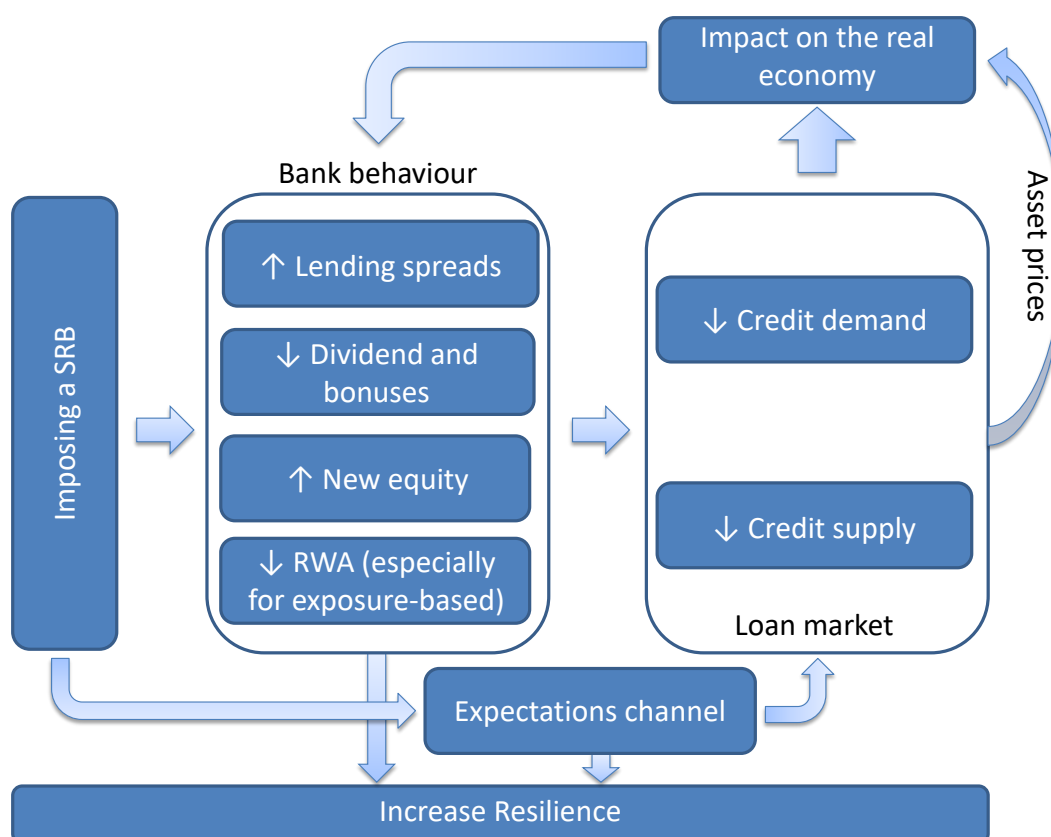 Impact on the real
economy
Bank behaviour
Imposing a SRB
↑ Lending spreads
↓ Dividend and
bonuses
↑ New equity
↓ RWA (especially
for exposure-based)
↓ Credit demand
↓ Credit supply
Loan market
Asset prices
Expectations channel
Increase Resilience